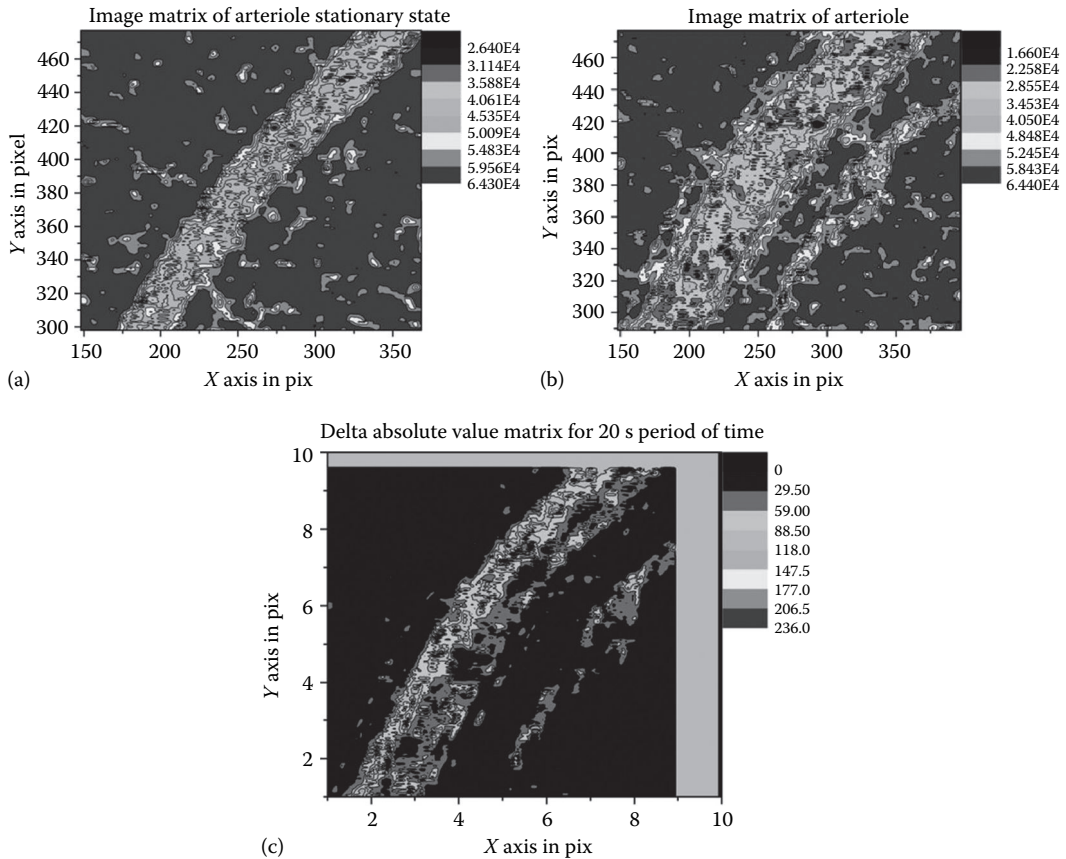 Image matrix of arteriole stationary state
460
440
420
400
380
360
340
320
300
Y axis in pixel
150 200 250 300 350
X axis in pix
2.640E4
3.114E4
3.588E4
4.061E4
4.535E4
5.009E4
5.483E4
5.956E4
6.430E4
(a)
Image matrix of arteriole
460
440
420
400
380
360
340
320
300
Y axis in pix
150 200 250 300 350
X axis in pix
1.660E4
2.258E4
2.855E4
3.453E4
4.050E4
4.848E4
5.245E4
5.843E4
6.440E4
(b)
Delta absolute value matrix for 20 s period of time
10
8
6
4
2
Y axis in pix
2 4 6 8 10
X axis in pix
0
29.50
59.00
88.50
118.0
147.5
177.0
206.5
236.0
(c)